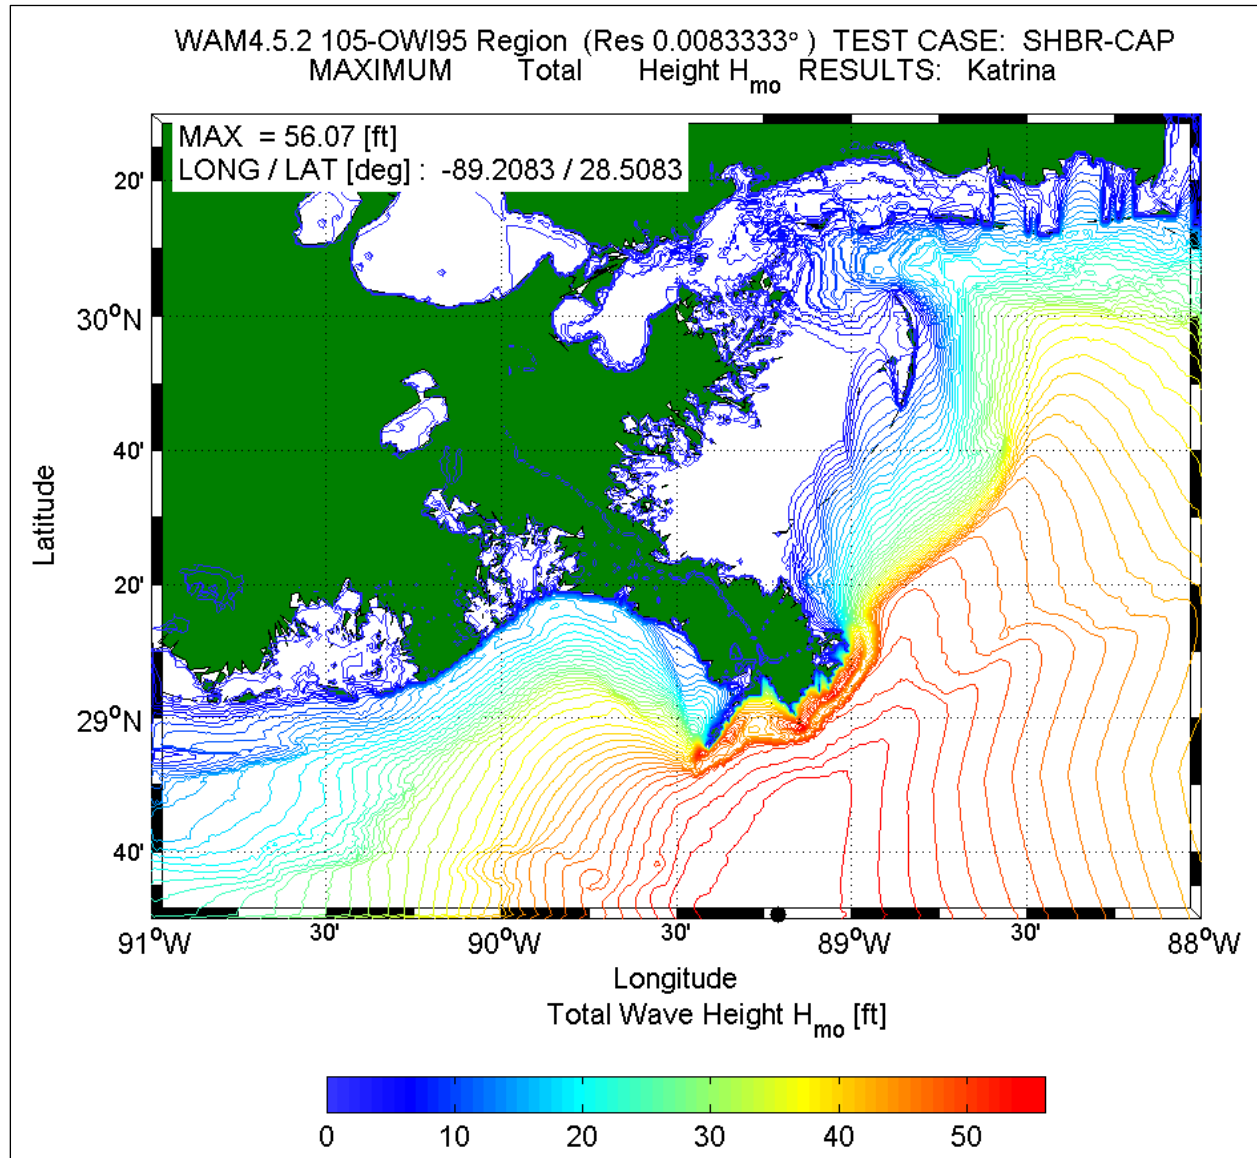 WAM4.5.2 105-OWI95 Region (Res 0.0083333° ) TEST CASE: SHBR-CAP
MAXIMUM Total Height Hmo RESULTS: Katrina
MAX = 56.07 [ft]
LONG / LAT [deg] : -89.2083 / 28.5083
20'
30°N
40'
20'
29°N
40'
Latitude
91°W 30' 90°W 30' 89°W 30' 88°W
Longitude
Total Wave Height Hmo [ft]
0 10 20 30 40 50